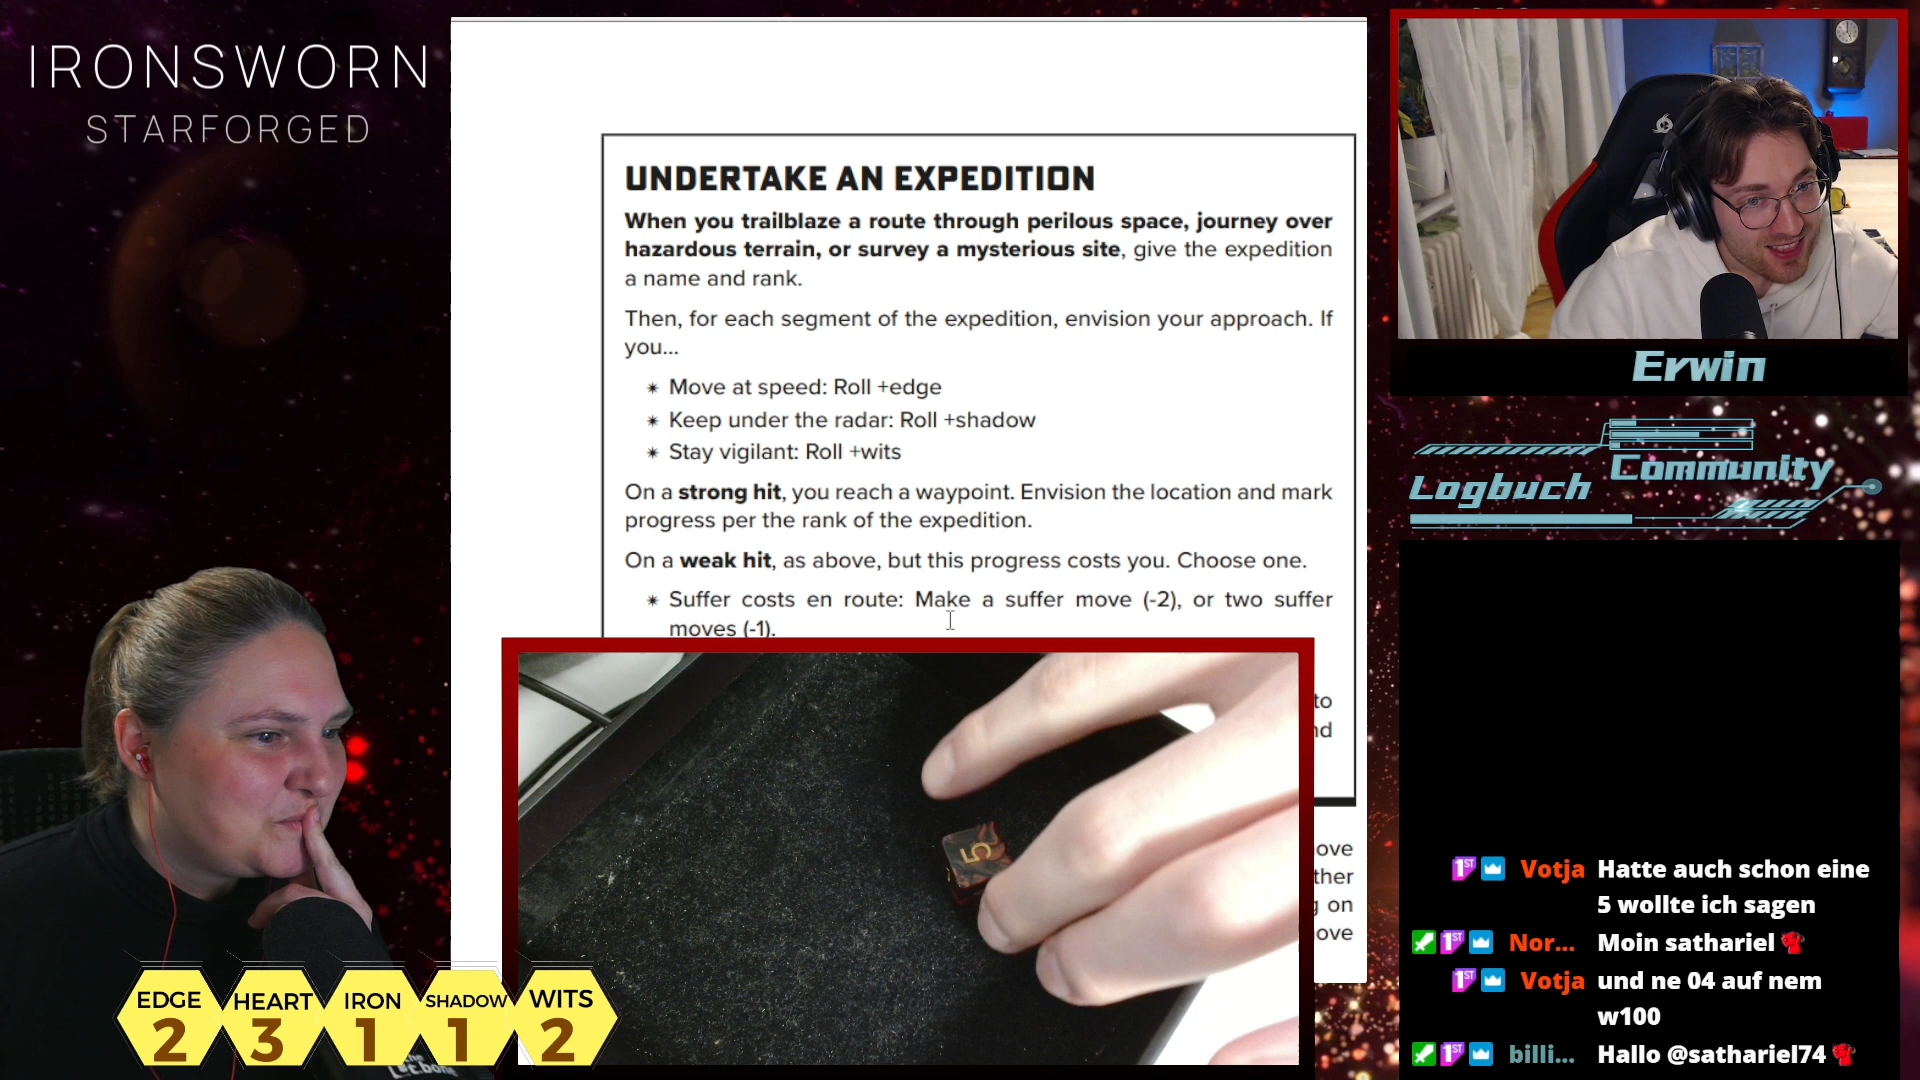 IRONSWORN
STARFORGED
UNDERTAKE AN EXPEDITION
When you trailblaze a route through perilous space, journey over
hazardous terrain, or survey a mysterious site, give the expedition
a name and rank.
Then, for each segment of the expedition, envision your approach. If
you...
✴ Move at speed: Roll +edge
✴ Keep under the radar: Roll +shadow
✴ Stay vigilant: Roll +wits
On a strong hit, you reach a waypoint. Envision the location and mark
progress per the rank of the expedition.
On a weak hit, as above, but this progress costs you. Choose one.
✴ Suffer costs en route: Make a suffer move (-2), or two suffer
moves (-1).
to
nd
ove
ther
g on
ove
5
EDGE
2
HEART
3
IRON
1
SHADOW
1
WITS
2
Erwin
Logbuch Community
1ST Votja Hatte auch schon eine
5 wollte ich sagen
1ST Nor... Moin sathariel
1ST Votja und ne 04 auf nem
w100
1ST billi... Hallo @sathariel74